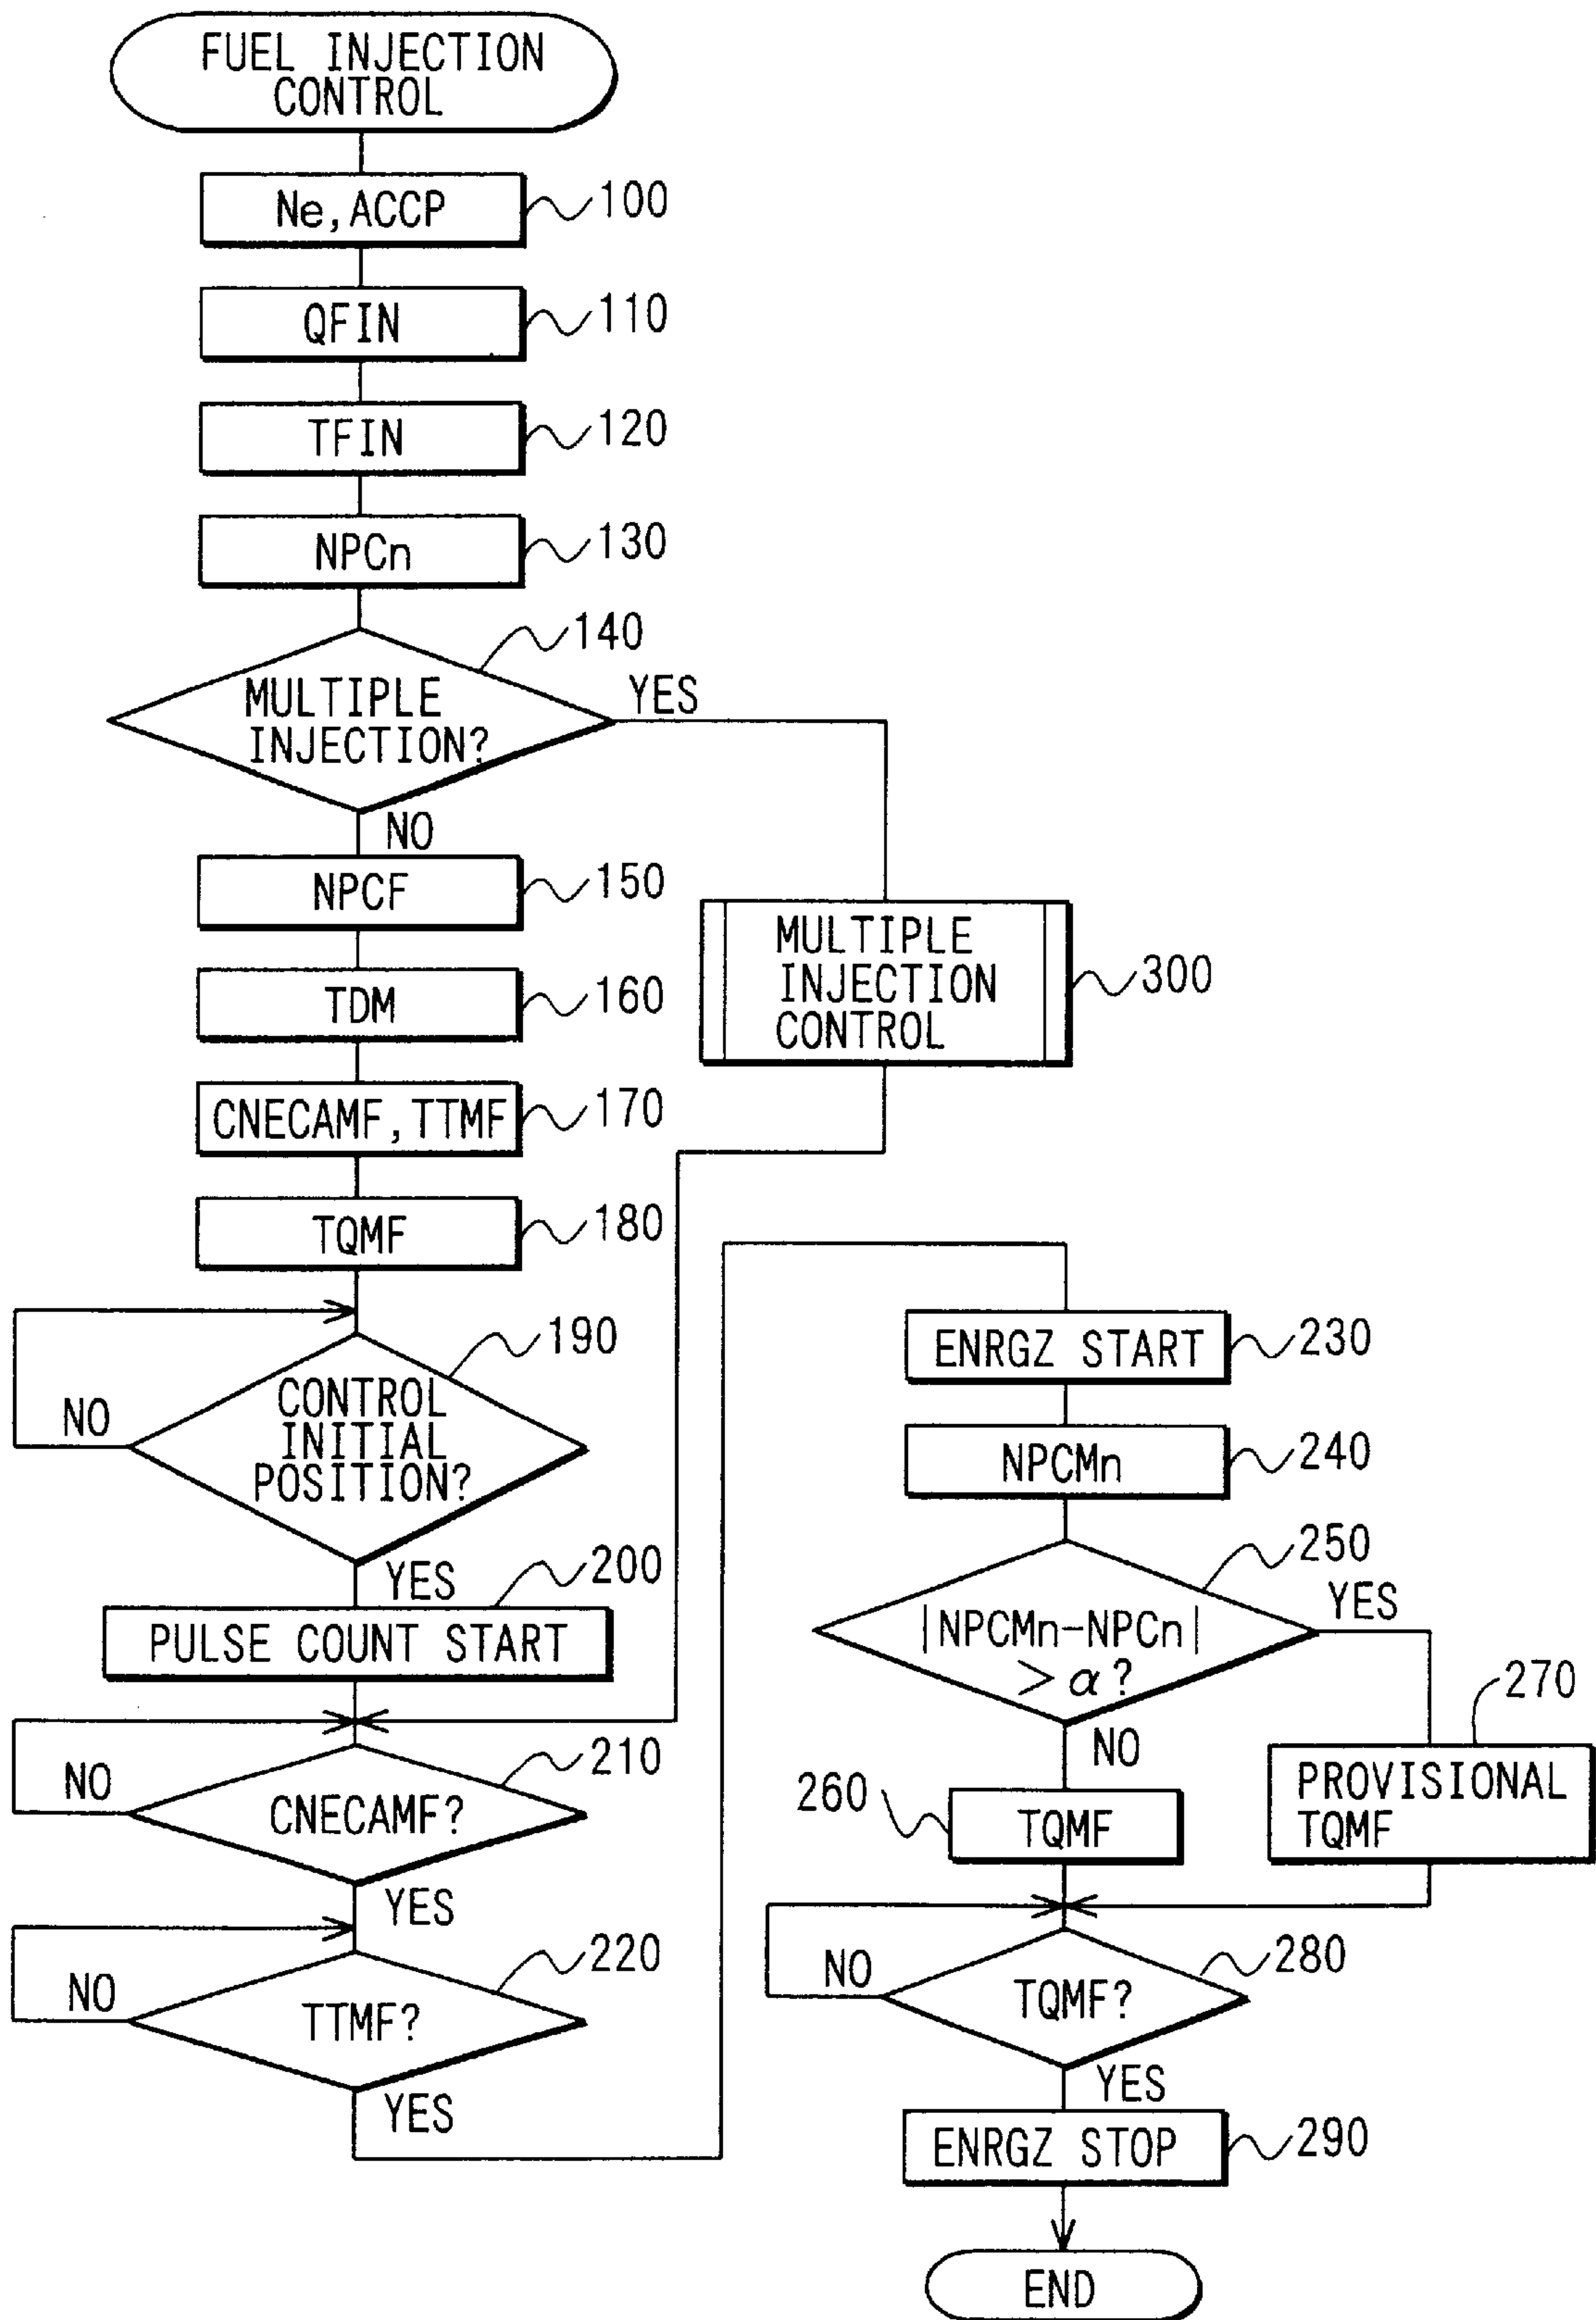 FUEL INJECTION
CONTROL
Ne,ACCP
100
QFIN
110
TFIN
120
NPCn
130
140
MULTIPLE
INJECTION?
YES
NO
NPCF
150
TDM
160
CNECAMF,TTMF
170
TQMF
180
MULTIPLE
INJECTION
CONTROL
300
190
CONTROL
INITIAL
POSITION?
NO
YES
200
PULSE COUNT START
210
CNECAMF?
NO
YES
220
TTMF?
NO
YES
ENRGZ START
230
NPCMn
240
250
|NPCMn-NPCn|
> α?
YES
NO
270
PROVISIONAL
TQMF
260
TQMF
280
TQMF?
NO
YES
ENRGZ STOP
290
END